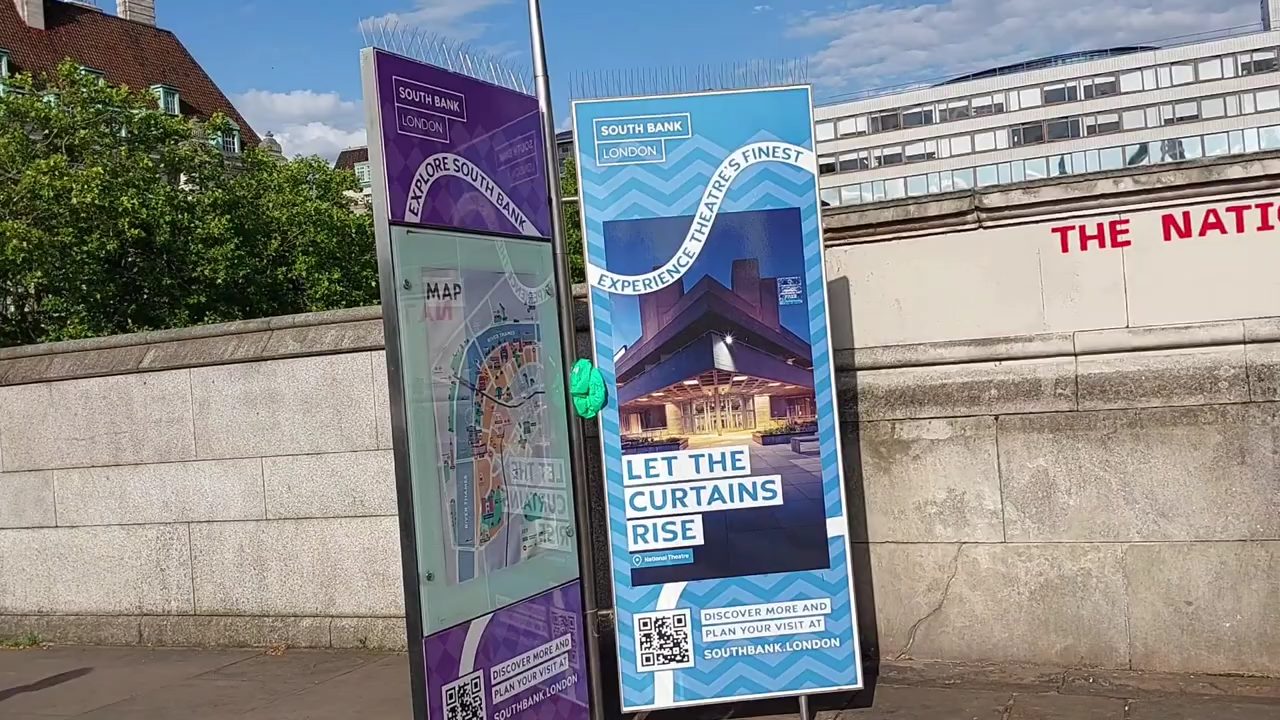 SOUTH BANK
LONDON
EXPLORE SOUTH BANK
MAP
RIVER THAMES
DISCOVER MORE AND
PLAN YOUR VISIT AT
SOUTHBANK.LONDON
SOUTH BANK
LONDON
EXPERIENCE THEATRE'S FINEST
LET THE
CURTAINS
RISE
National Theatre
DISCOVER MORE AND
PLAN YOUR VISIT AT
SOUTHBANK.LONDON
THE NATI